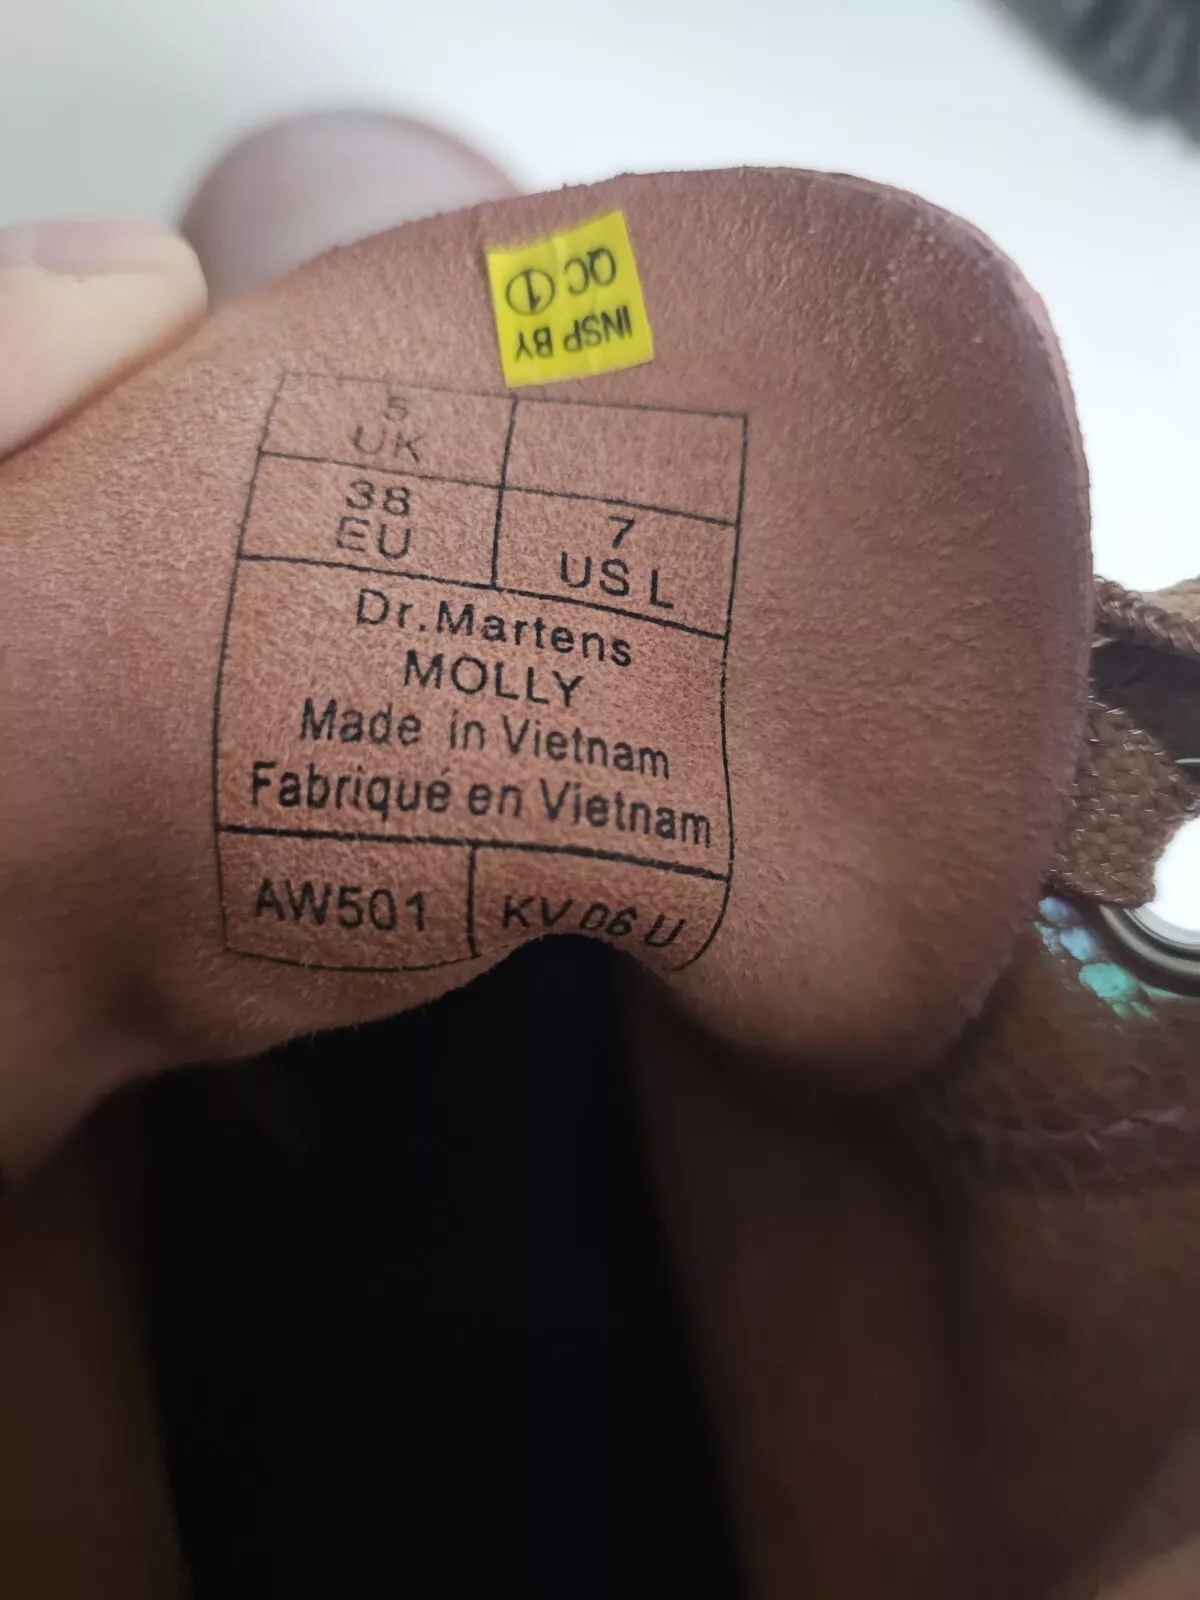 INSP BY
QC 1
5
UK
38
EU
7
US L
Dr.Martens
MOLLY
Made in Vietnam
Fabriqué en Vietnam
AW501
KV 06 U